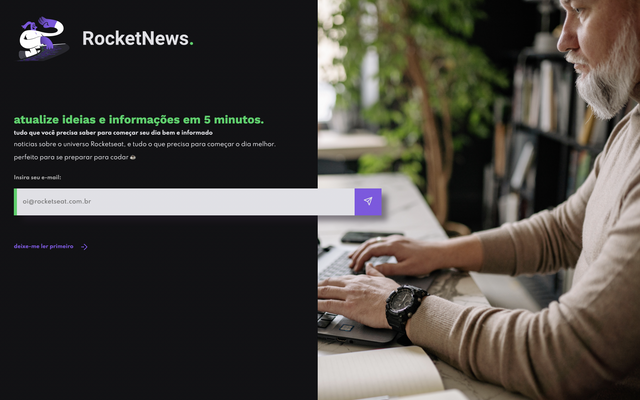 RocketNews.
atualize ideias e informações em 5 minutos.
tudo que você precisa saber para começar seu dia bem e informado
noticias sobre o universo Rocketseat, e tudo o que precisa para começar o dia melhor.
perfeito para se preparar para codar ☕
Insira seu e-mail:
oi@rocketseat.com.br
deixe-me ler primeiro →